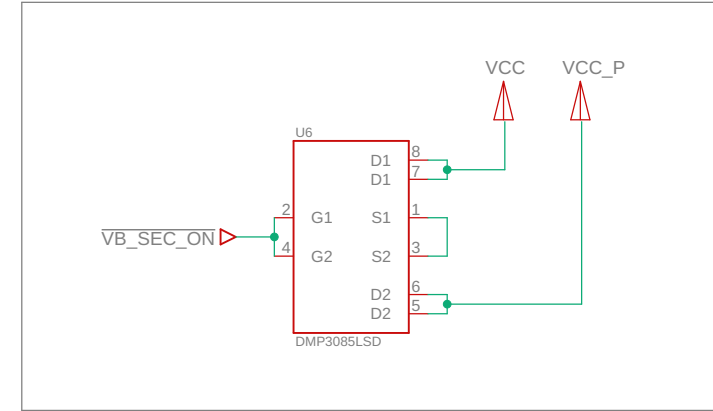 VCC VCC_P
U6
D1 8
D1 7
2 G1 S1 1
VB_SEC_ON
4 G2 S2 3
D2 6
D2 5
DMP3085LSD